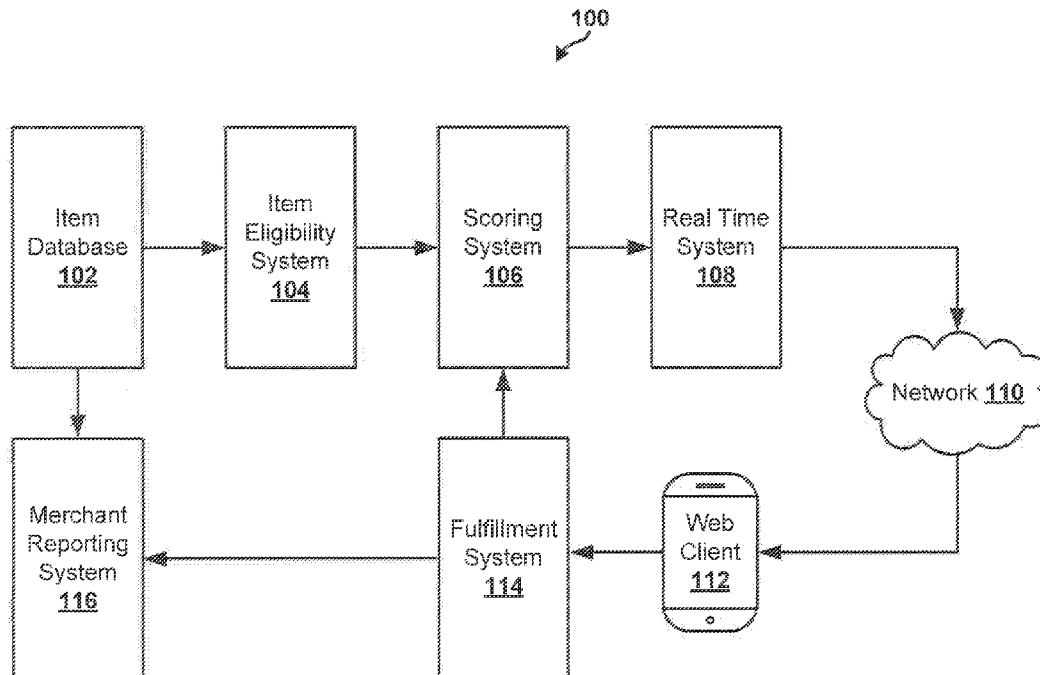 100
Item
Database
102
Item
Eligibility
System
104
Scoring
System
106
Real Time
System
108
Network 110
Merchant
Reporting
System
116
Fulfillment
System
114
Web
Client
112